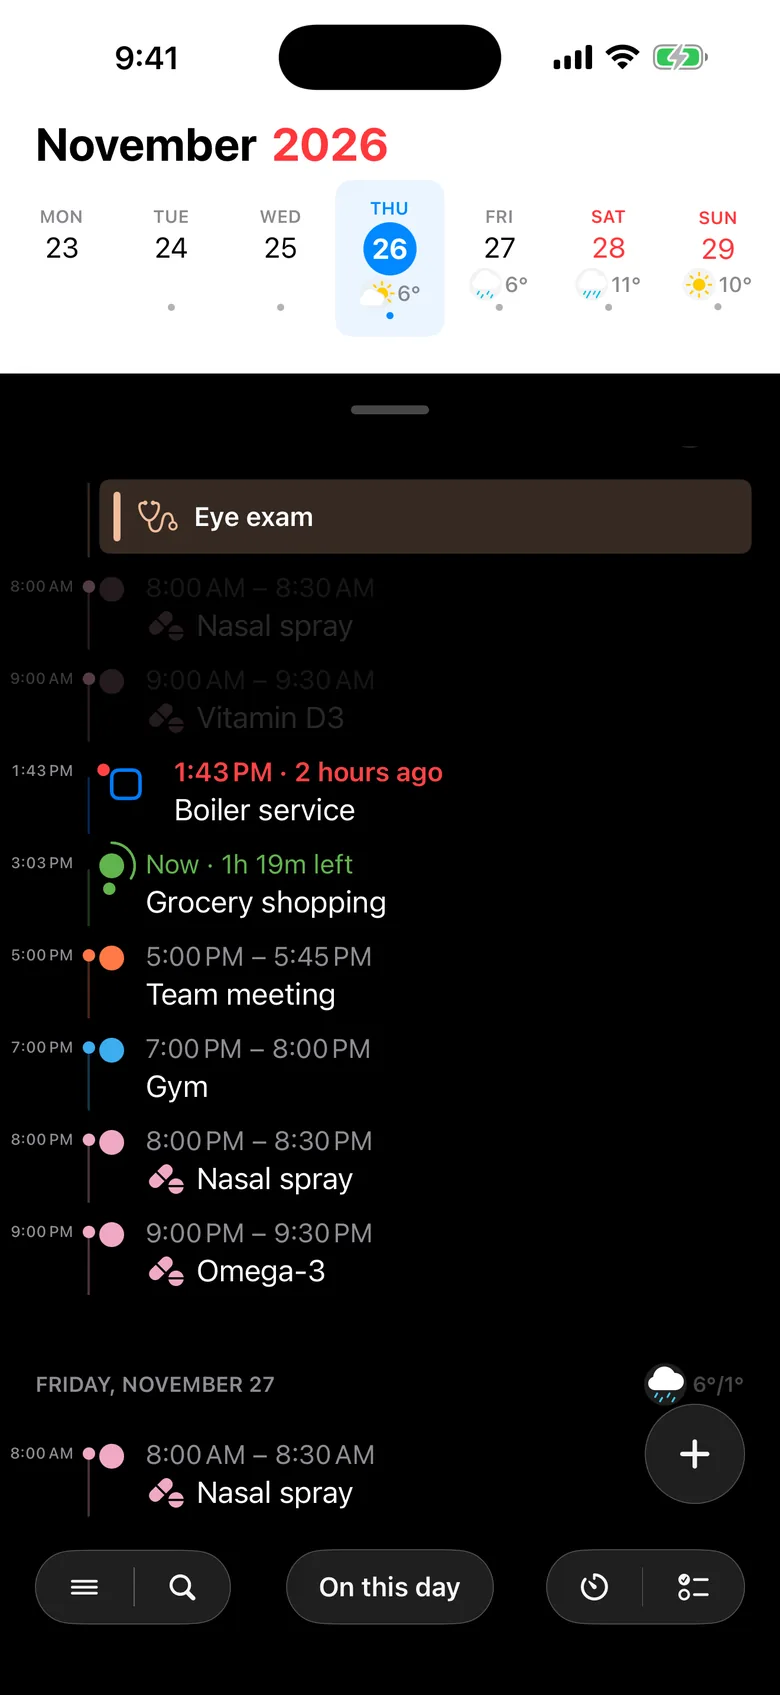 9:41
November 2026
MON TUE WED THU FRI SAT SUN
23 24 25 26 27 28 29
6° 6° 11° 10°
Eye exam
8:00 AM 8:00 AM – 8:30 AM
Nasal spray
9:00 AM 9:00 AM – 9:30 AM
Vitamin D3
1:43 PM 1:43 PM · 2 hours ago
Boiler service
3:03 PM Now · 1h 19m left
Grocery shopping
5:00 PM 5:00 PM – 5:45 PM
Team meeting
7:00 PM 7:00 PM – 8:00 PM
Gym
8:00 PM 8:00 PM – 8:30 PM
Nasal spray
9:00 PM 9:00 PM – 9:30 PM
Omega-3
FRIDAY, NOVEMBER 27 6°/1°
8:00 AM 8:00 AM – 8:30 AM
Nasal spray
On this day